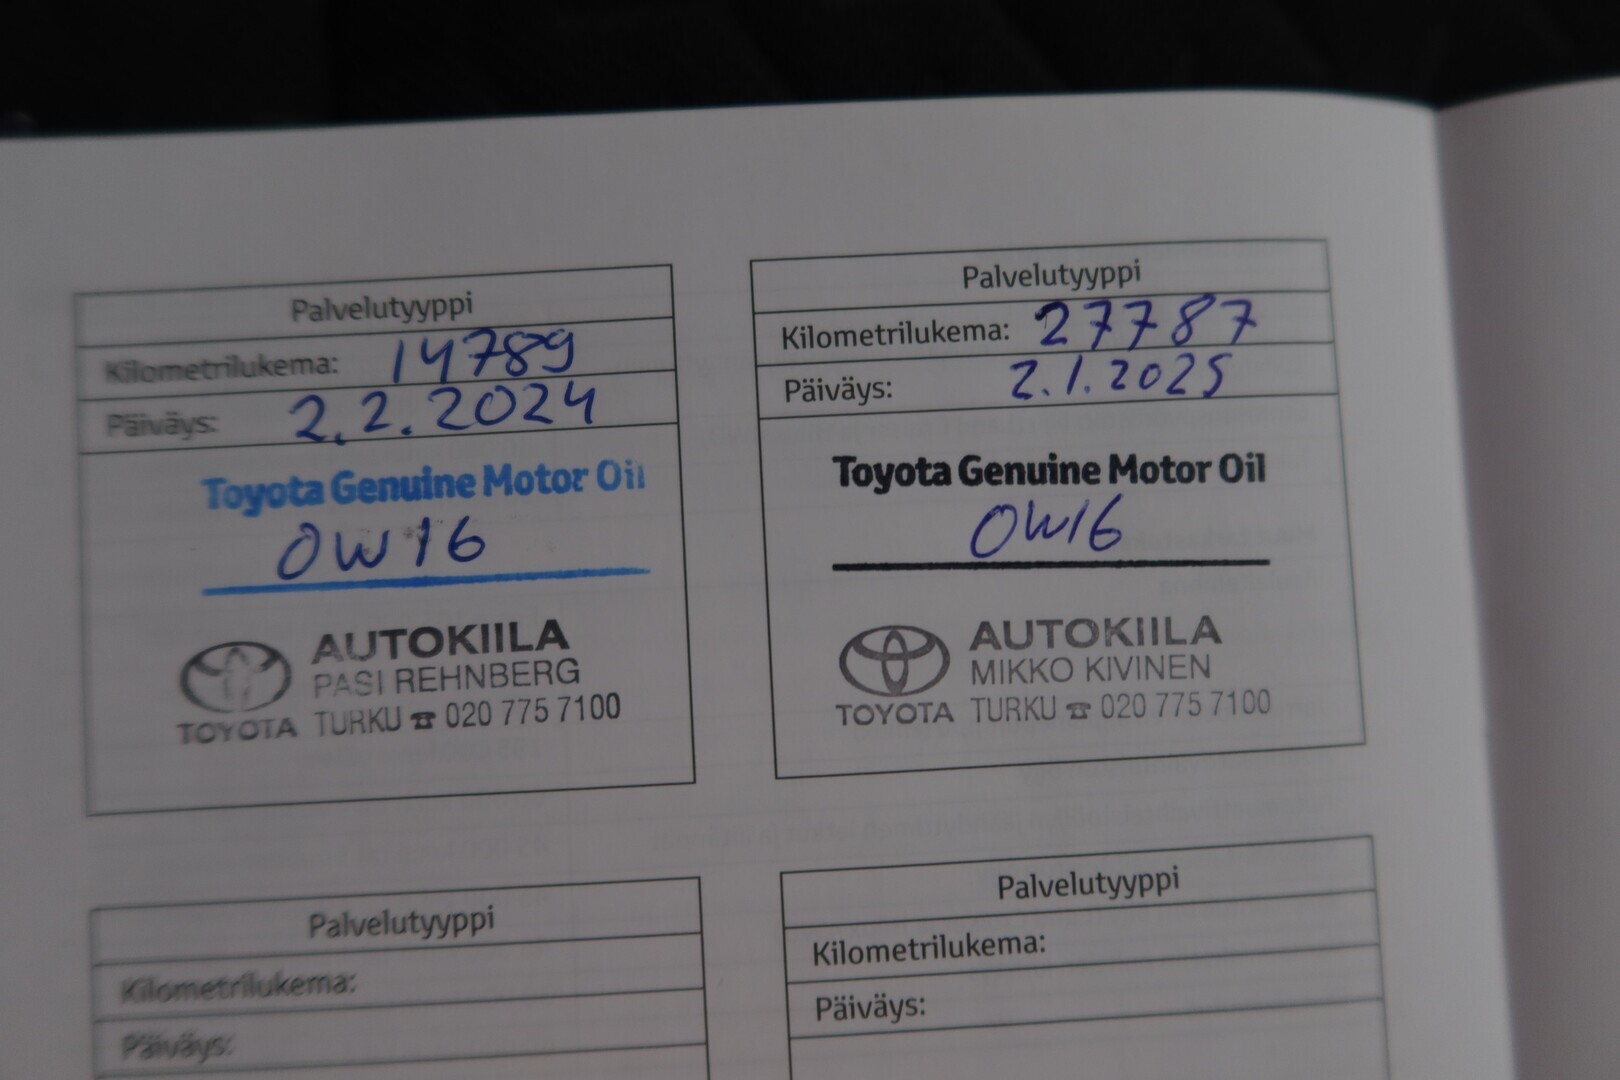 Palvelutyyppi
Kilometrilukema: 14789
Päiväys: 2.2.2024
Toyota Genuine Motor Oil
0W16
AUTOKIILA
PASI REHNBERG
TOYOTA TURKU ☎ 020 775 7100
Palvelutyyppi
Kilometrilukema: 27787
Päiväys: 2.1.2025
Toyota Genuine Motor Oil
0W16
AUTOKIILA
MIKKO KIVINEN
TOYOTA TURKU ☎ 020 775 7100
Palvelutyyppi
Kilometrilukema:
Päiväys:
Palvelutyyppi
Kilometrilukema:
Päiväys: